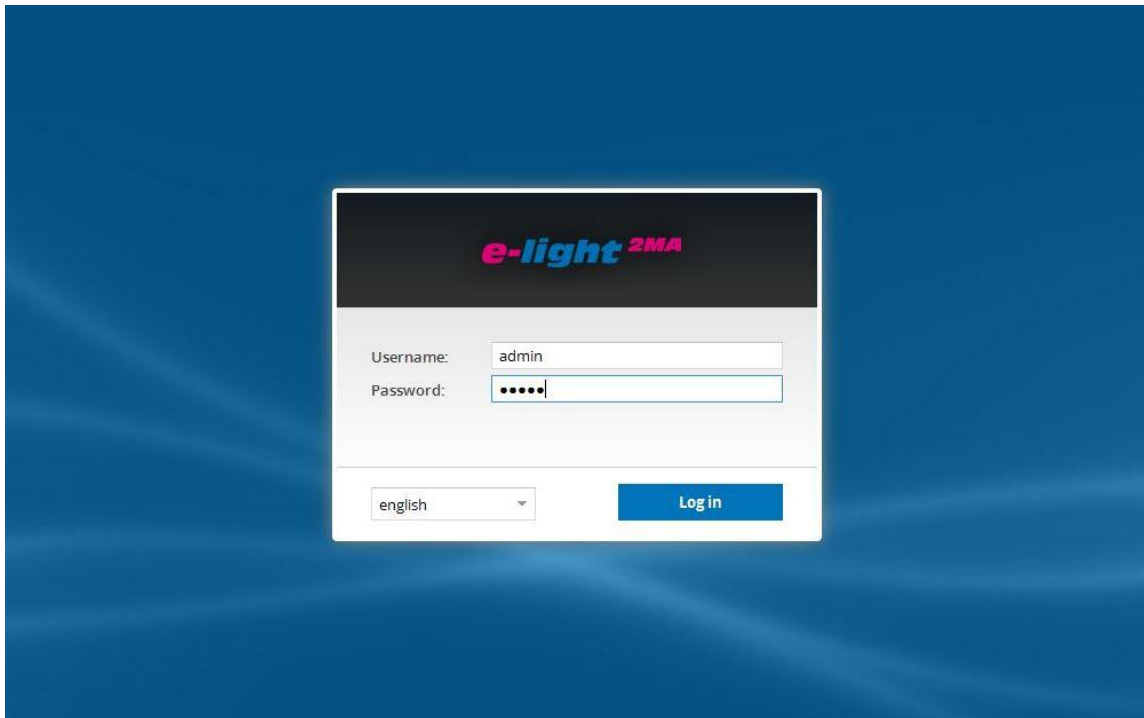 e-light 2MA
Username: admin
Password: •••••
english
Log in